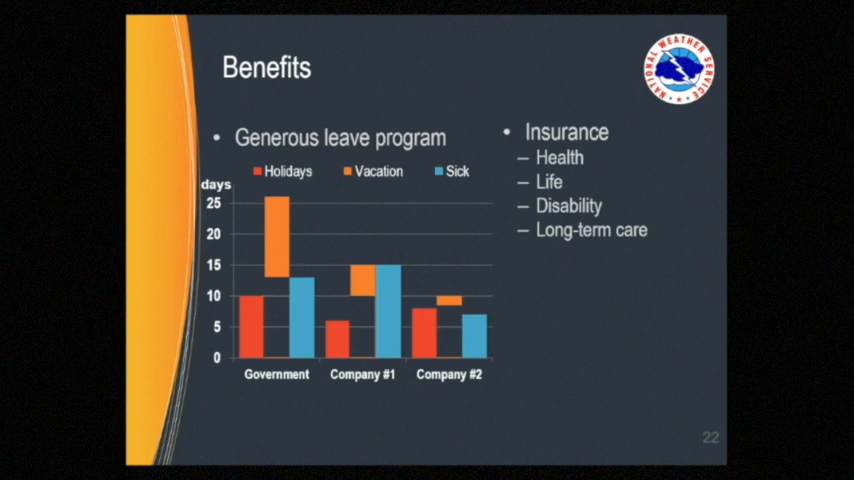 Benefits
NATIONAL WEATHER SERVICE
• Generous leave program
Holidays Vacation Sick
days
25
20
15
10
5
0
Government Company #1 Company #2
• Insurance
– Health
– Life
– Disability
– Long-term care
22